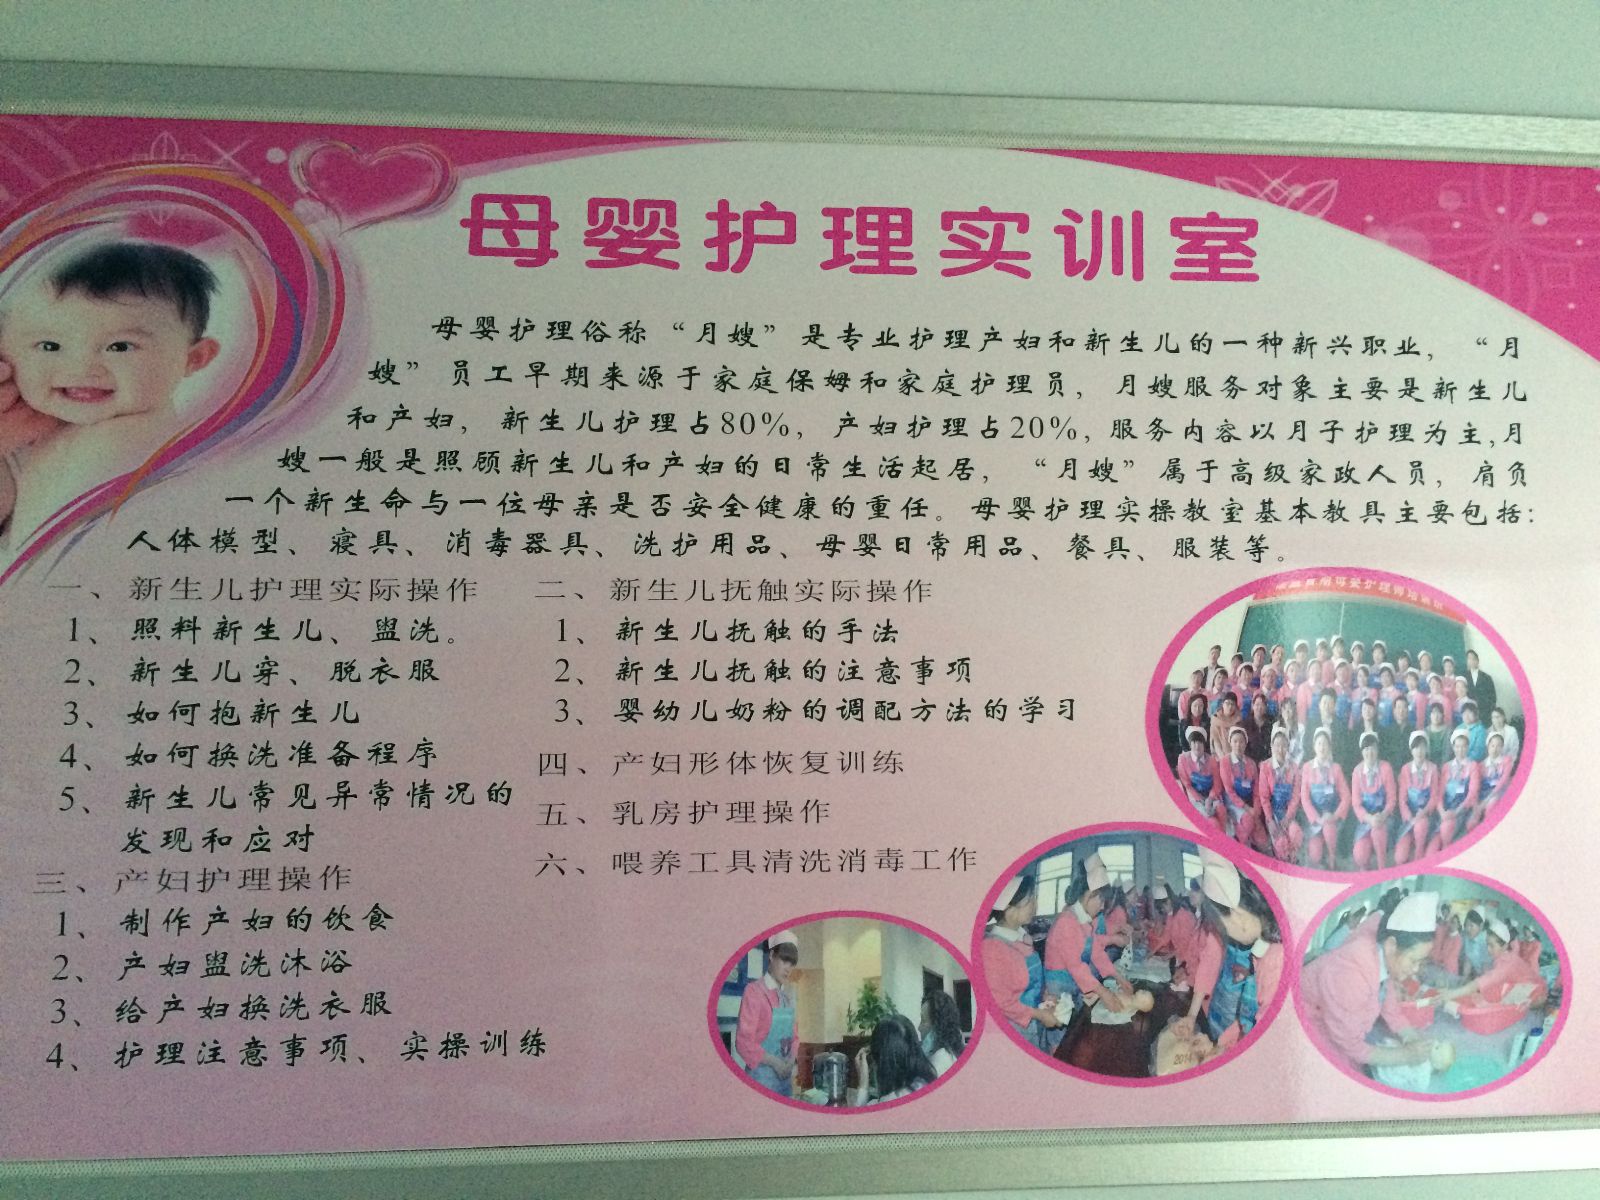 母婴护理实训室
母婴护理俗称“月嫂”是专业护理产妇和新生儿的一种新兴职业，“月
嫂”员工早期来源于家庭保姆和家庭护理员，月嫂服务对象主要是新生儿
和产妇，新生儿护理占80%，产妇护理占20%，服务内容以月子护理为主,月
嫂一般是照顾新生儿和产妇的日常生活起居，“月嫂”属于高级家政人员，肩负
一个新生命与一位母亲是否安全健康的重任。母婴护理实操教室基本教具主要包括：
人体模型、寝具、消毒器具、洗护用品、母婴日常用品、餐具、服装等。
一、新生儿护理实际操作
1、照料新生儿、盥洗。
2、新生儿穿、脱衣服
3、如何抱新生儿
4、如何换洗准备程序
5、新生儿常见异常情况的
发现和应对
三、产妇护理操作
1、制作产妇的饮食
2、产妇盥洗沐浴
3、给产妇换洗衣服
4、护理注意事项、实操训练
二、新生儿抚触实际操作
1、新生儿抚触的手法
2、新生儿抚触的注意事项
3、婴幼儿奶粉的调配方法的学习
四、产妇形体恢复训练
五、乳房护理操作
六、喂养工具清洗消毒工作